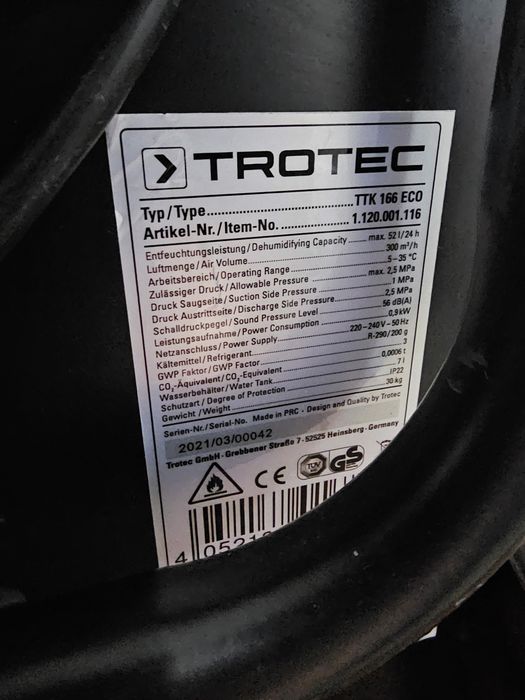 TROTEC
Typ/Type..................................TTK 166 ECO
Artikel-Nr./Item-No. ................1.120.001.116
Entfeuchtungsleistung/Dehumidifying Capacity ...... max. 52 l/24 h
Luftmenge/Air Volume 300 m³/h
Arbeitsbereich/Operating Range 5–35 °C
Zulässiger Druck/Allowable Pressure max. 2,5 MPa
Druck Saugseite/Suction Side Pressure 1 MPa
Druck Austrittseite/Discharge Side Pressure 2,5 MPa
Schalldruckpegel/Sound Pressure Level 56 dB(A)
Leistungsaufnahme/Power Consumption 0,9 kW
Netzanschluss/Power Supply 220-240 V ~ 50 Hz
Kältemittel/Refrigerant R-290/200 g
GWP Faktor/GWP Factor 3
CO₂-Äquivalent/CO₂-Equivalent 0,0006 t
Wasserbehälter/Water Tank 7 l
Schutzart/Degree of Protection IP22
Gewicht/Weight 30 kg
Serien-Nr./Serial-No. Made in PRC - Design and Quality by Trotec
2021/03/00042
Trotec GmbH - Grebbener Straße 7 - 52525 Heinsberg - Germany
CE TÜV GS
4 05210